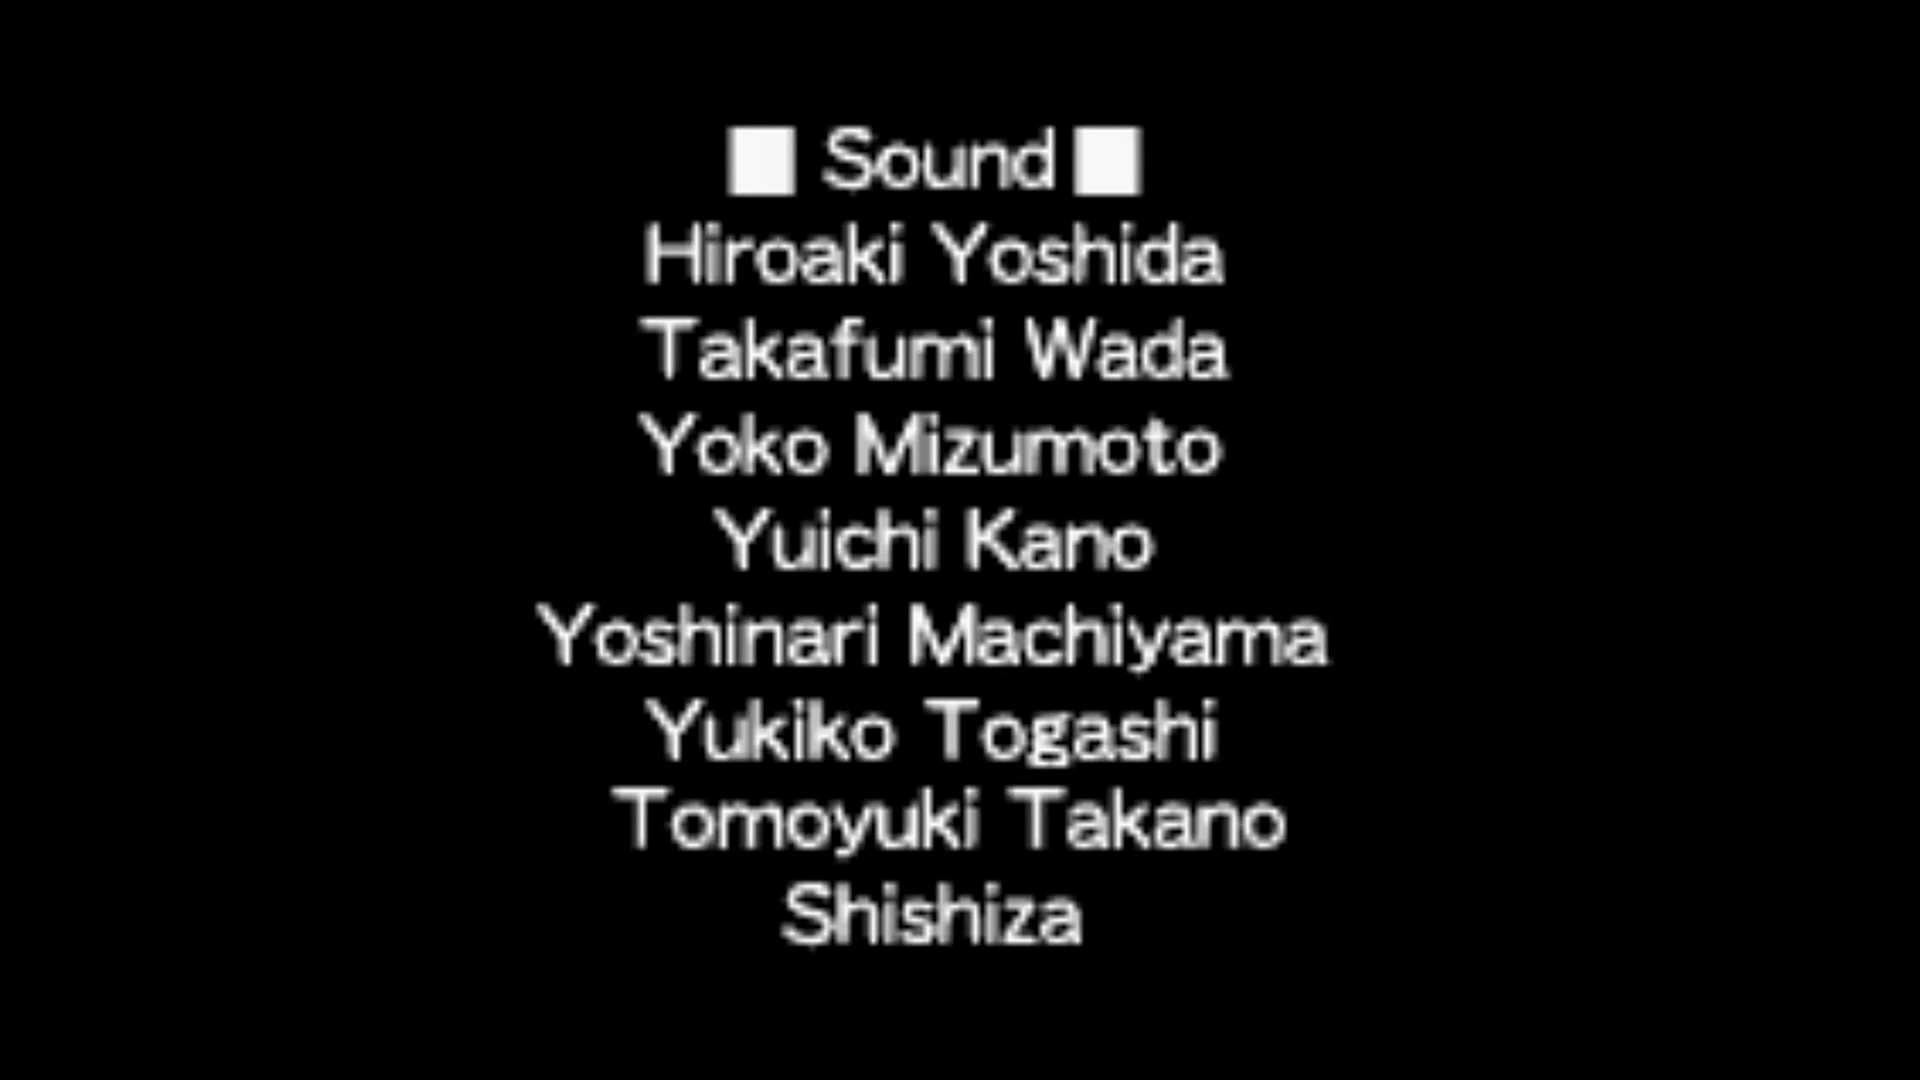 ■ Sound ■
Hiroaki Yoshida
Takafumi Wada
Yoko Mizumoto
Yuichi Kano
Yoshinari Machiyama
Yukiko Togashi
Tomoyuki Takano
Shishiza